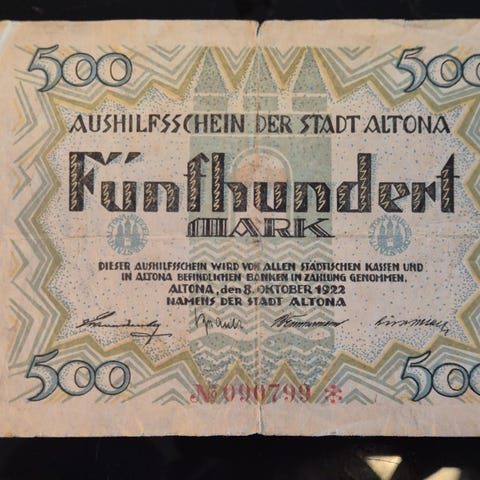 500 500
AUSHILFSSCHEIN DER STADT ALTONA
Fünfhundert
MARK
DIESER AUSHILFSSCHEIN WIRD VON ALLEN STÄDTISCHEN KASSEN UND
IN ALTONA BEFINDLICHEN BANKEN IN ZAHLUNG GENOMMEN.
ALTONA, den 8. OKTOBER 1922
NAMENS DER STADT ALTONA
500 500
№ 090799 *